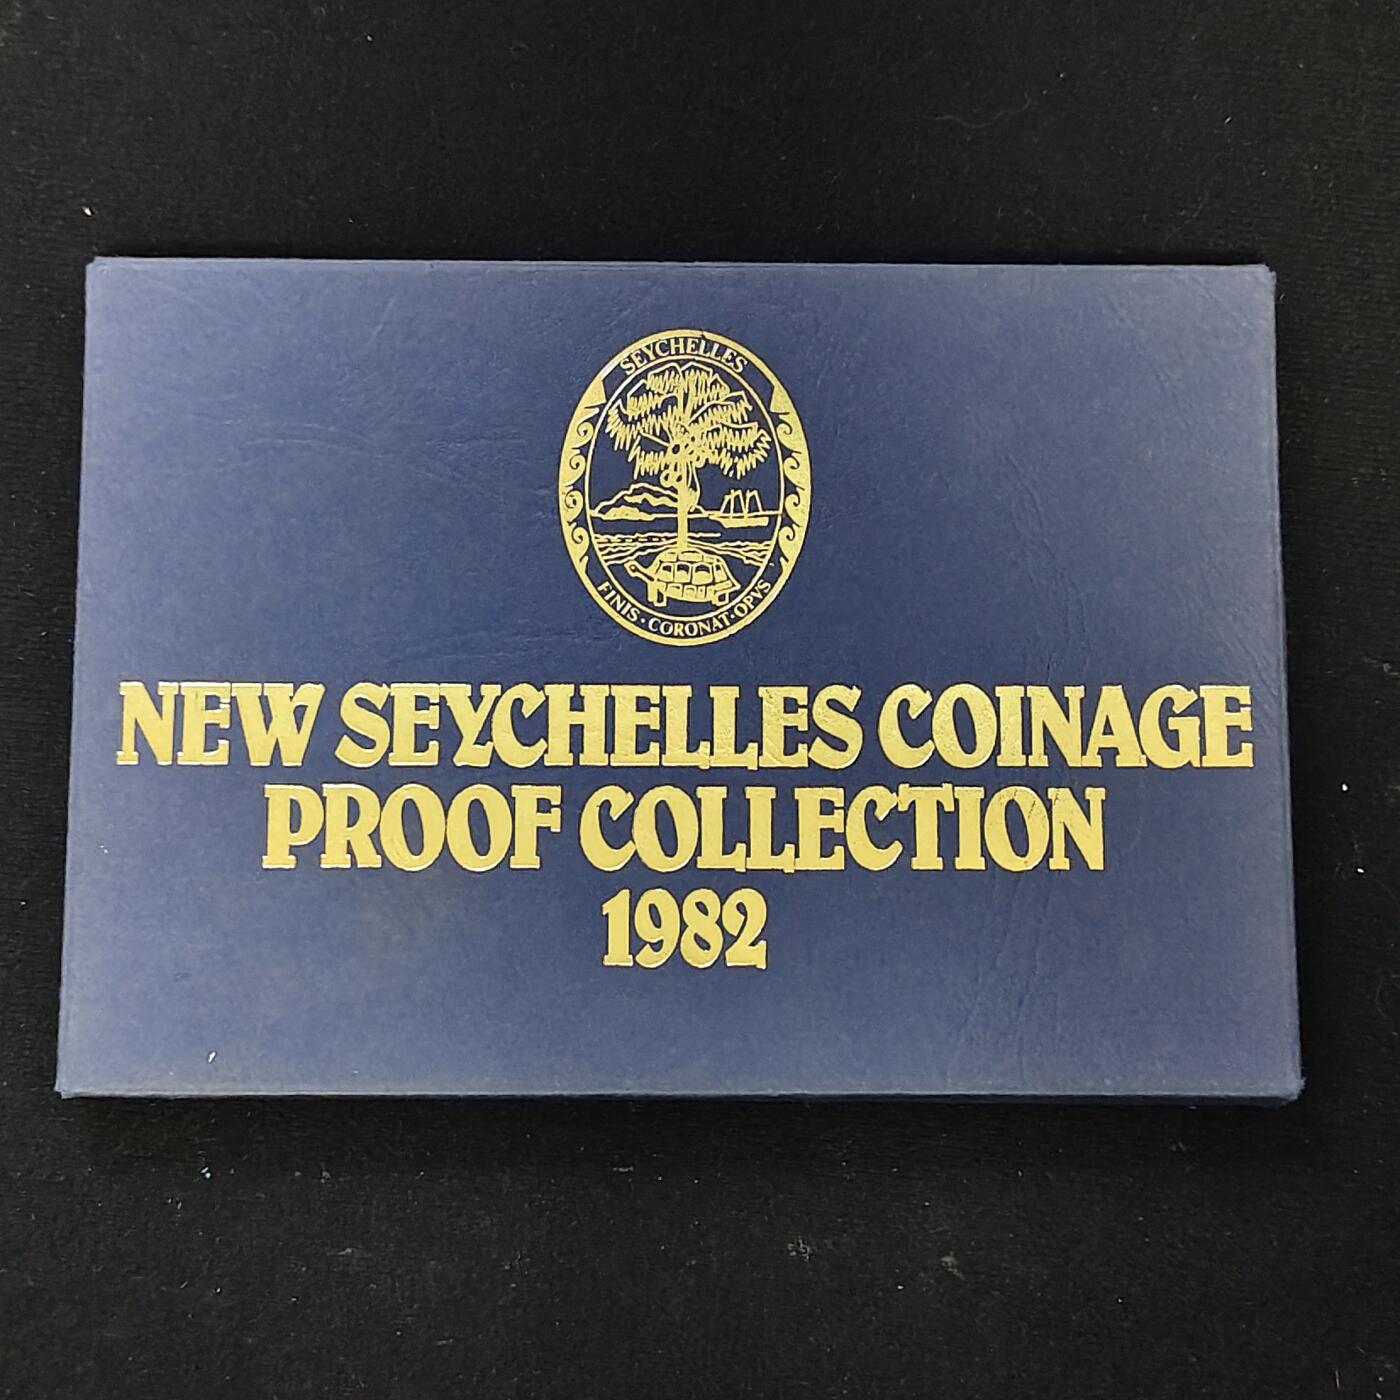 SEYCHELLES
FINIS · CORONAT · OPVS
NEW SEYCHELLES COINAGE
PROOF COLLECTION
1982